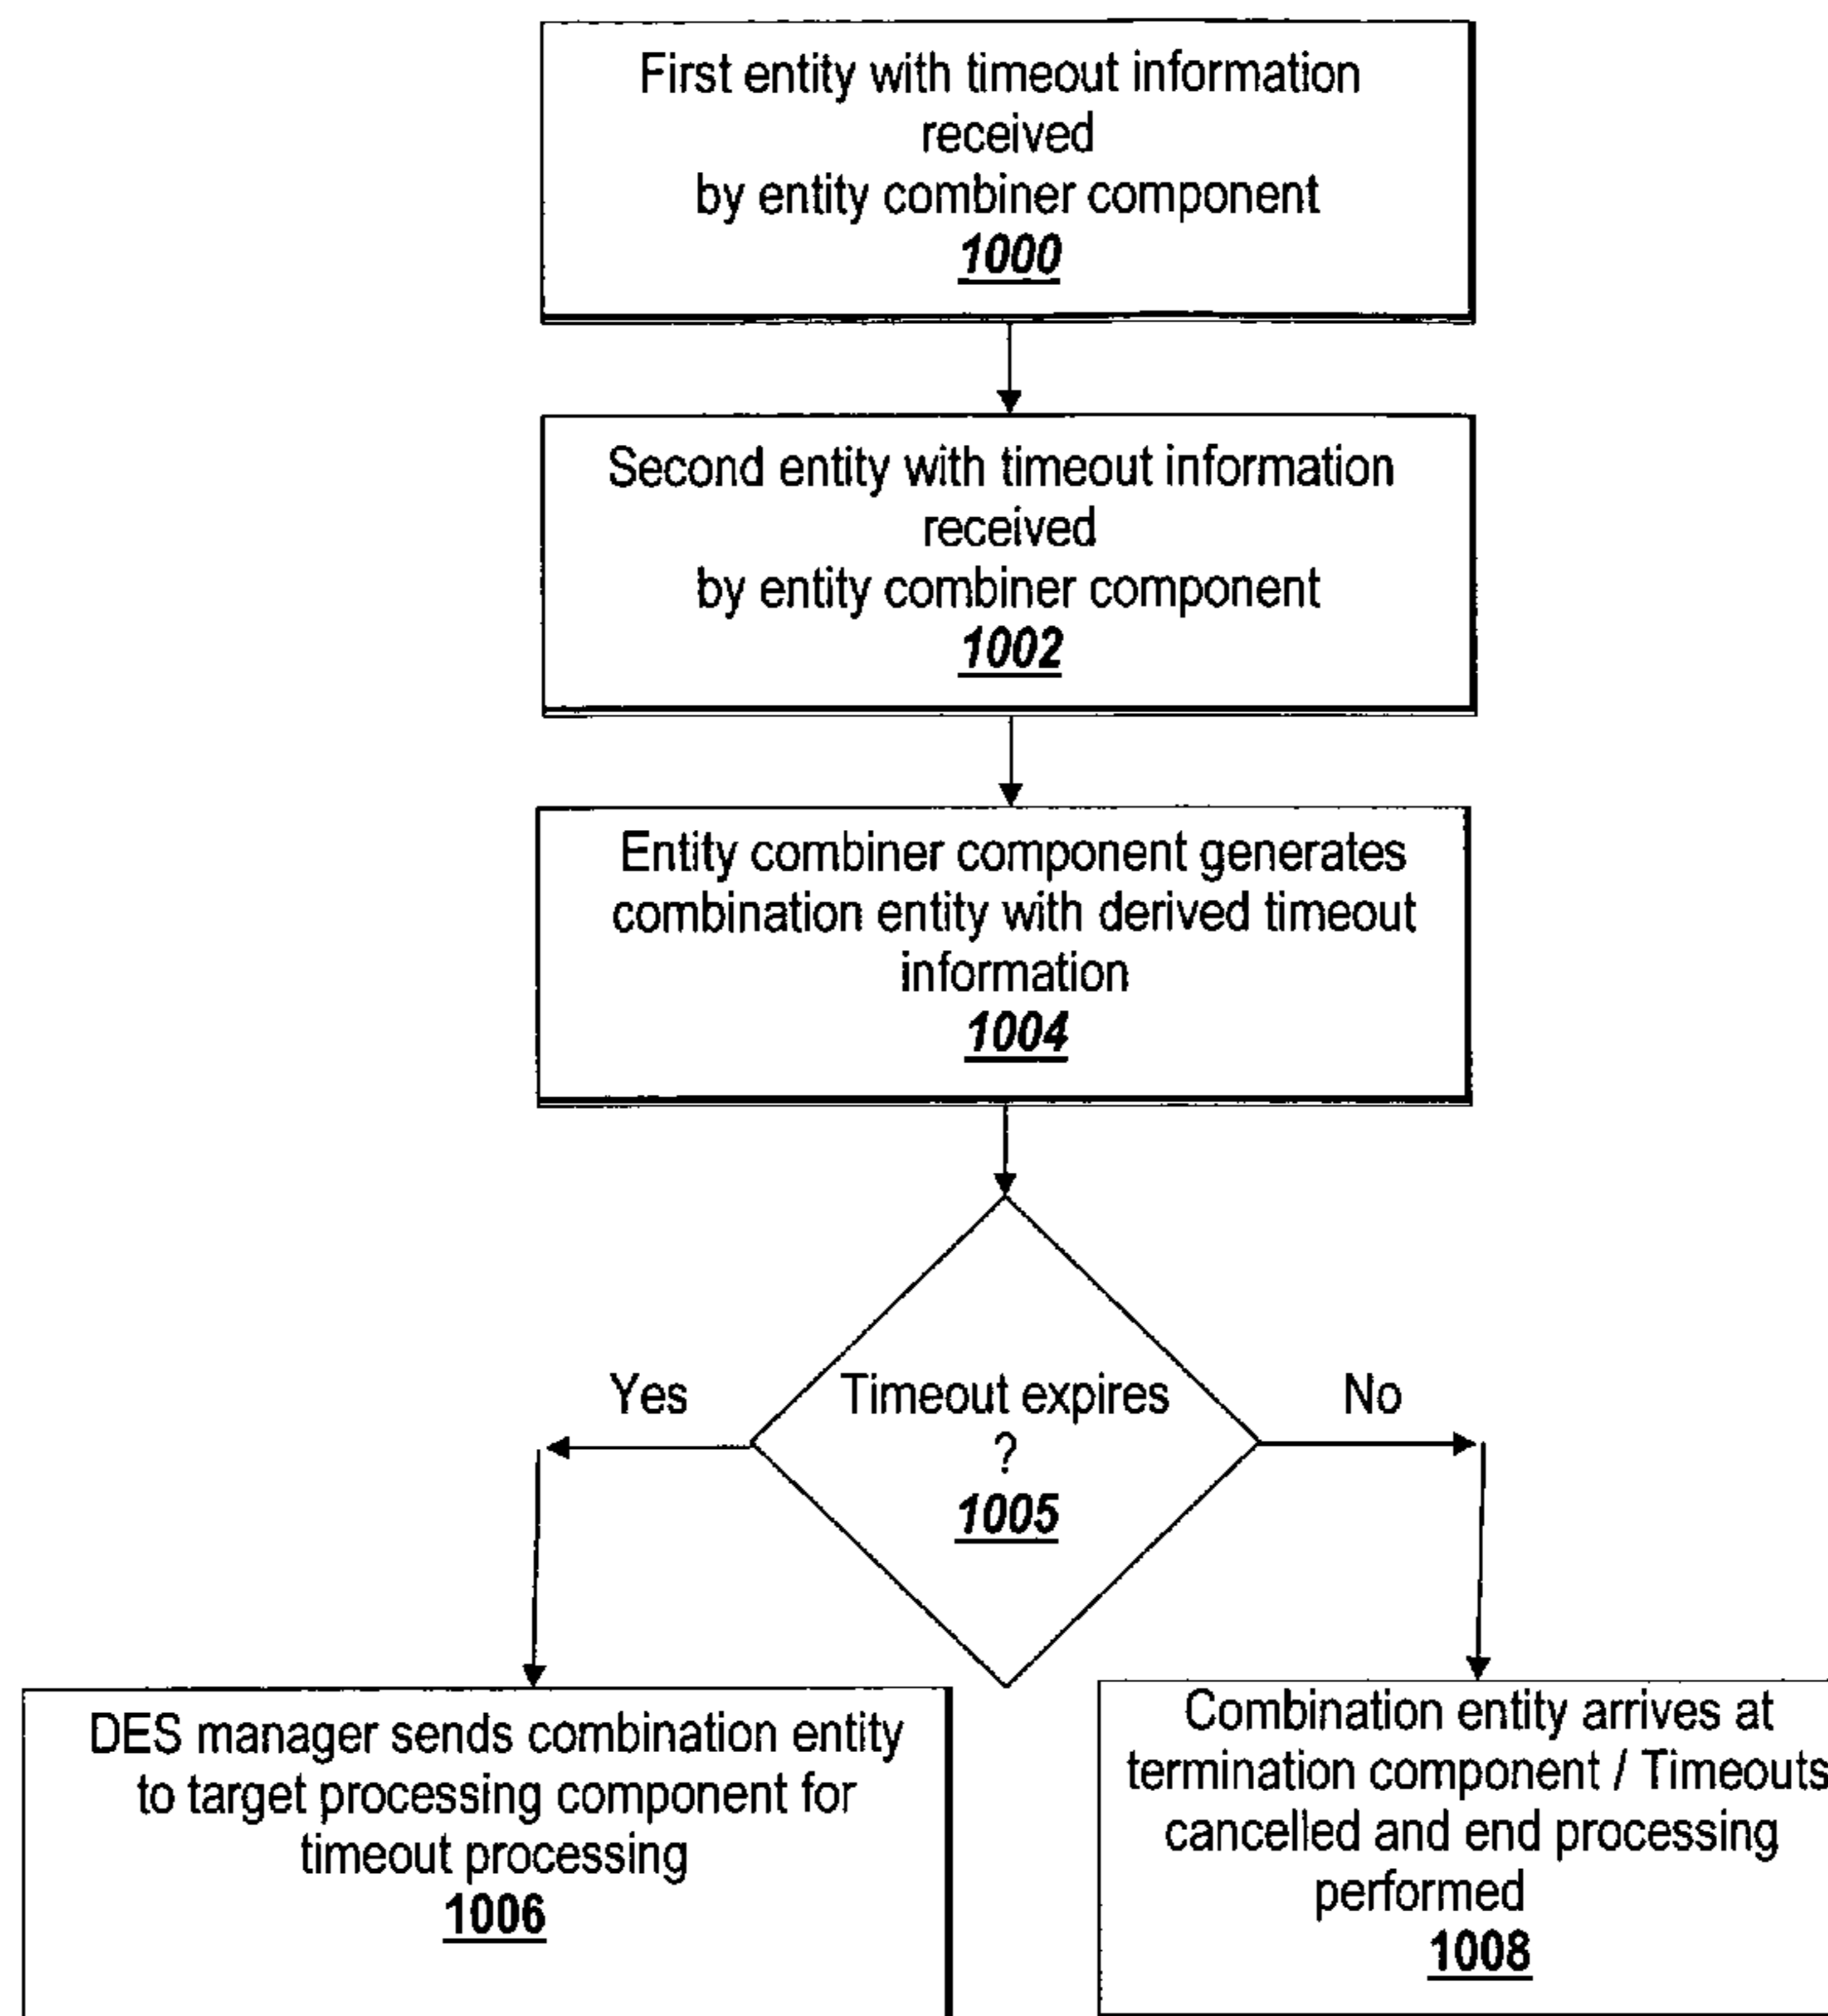 First entity with timeout information
received
by entity combiner component
1000
Second entity with timeout information
received
by entity combiner component
1002
Entity combiner component generates
combination entity with derived timeout
information
1004
Yes
Timeout expires
?
1005
No
DES manager sends combination entity
to target processing component for
timeout processing
1006
Combination entity arrives at
termination component / Timeouts
cancelled and end processing
performed
1008